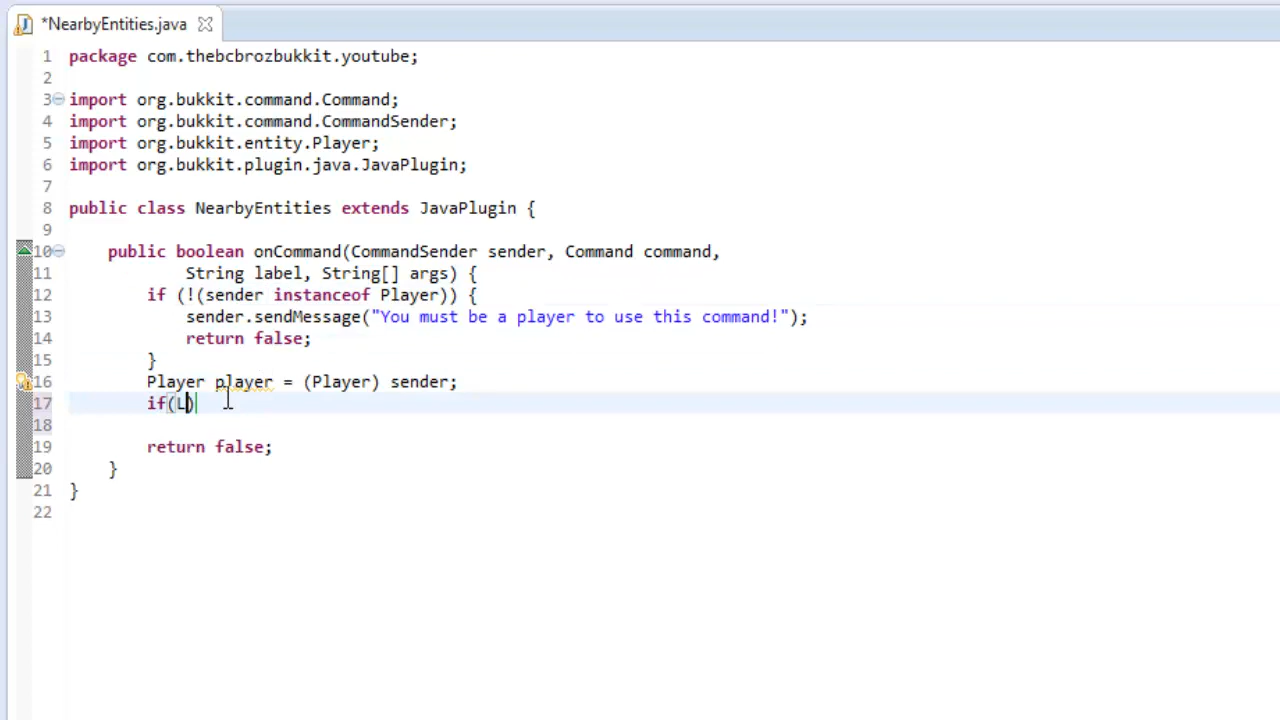 *NearbyEntities.java
1 package com.thebcbrozbukkit.youtube;
2
3 import org.bukkit.command.Command;
4 import org.bukkit.command.CommandSender;
5 import org.bukkit.entity.Player;
6 import org.bukkit.plugin.java.JavaPlugin;
7
8 public class NearbyEntities extends JavaPlugin {
9
10 public boolean onCommand(CommandSender sender, Command command,
11 String label, String[] args) {
12 if (!(sender instanceof Player)) {
13 sender.sendMessage("You must be a player to use this command!");
14 return false;
15 }
16 Player player = (Player) sender;
17 if(L)
18
19 return false;
20 }
21 }
22